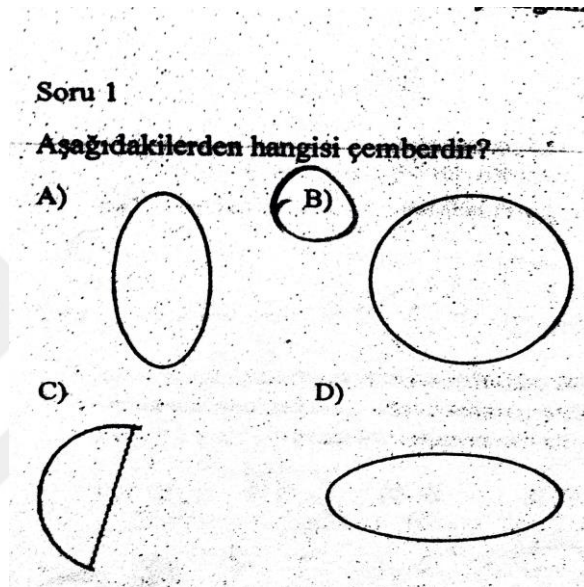 Soru 1
Aşağıdakilerden hangisi çemberdir?
A)
B)
C)
D)